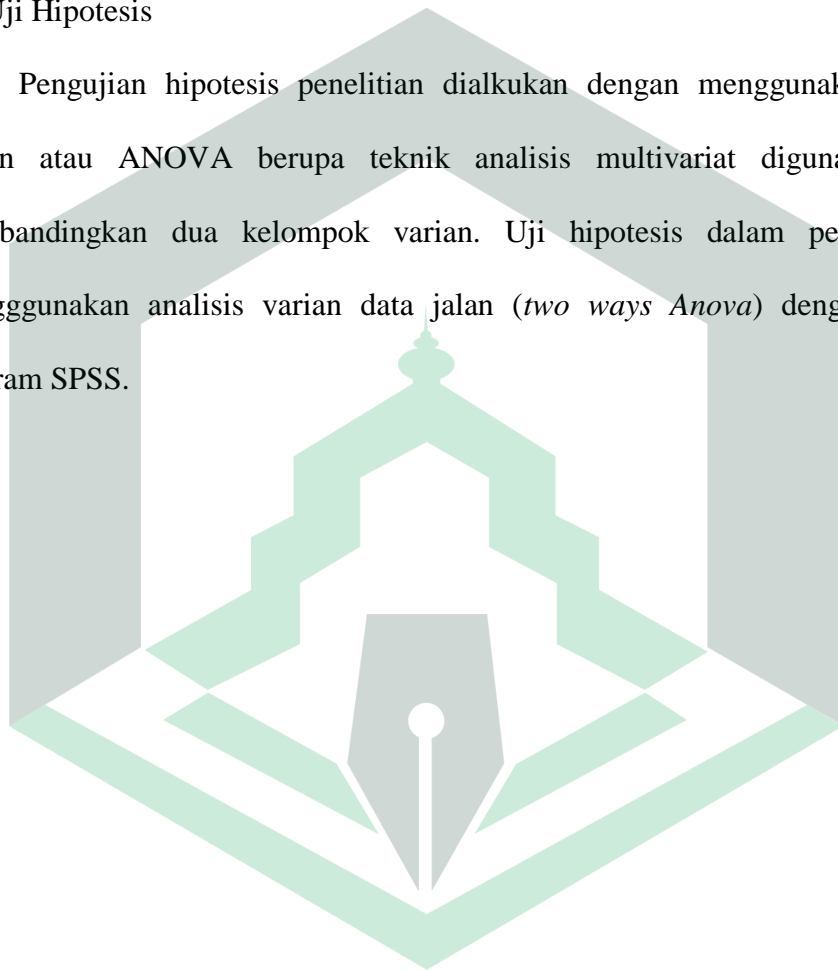 Uji Hipotesis
Pengujian hipotesis penelitian dialkukan dengan menggunak
n atau ANOVA berupa teknik analisis multivariat diguna
bandingkan dua kelompok varian. Uji hipotesis dalam pe
ggunakan analisis varian data jalan (two ways Anova) deng
ram SPSS.